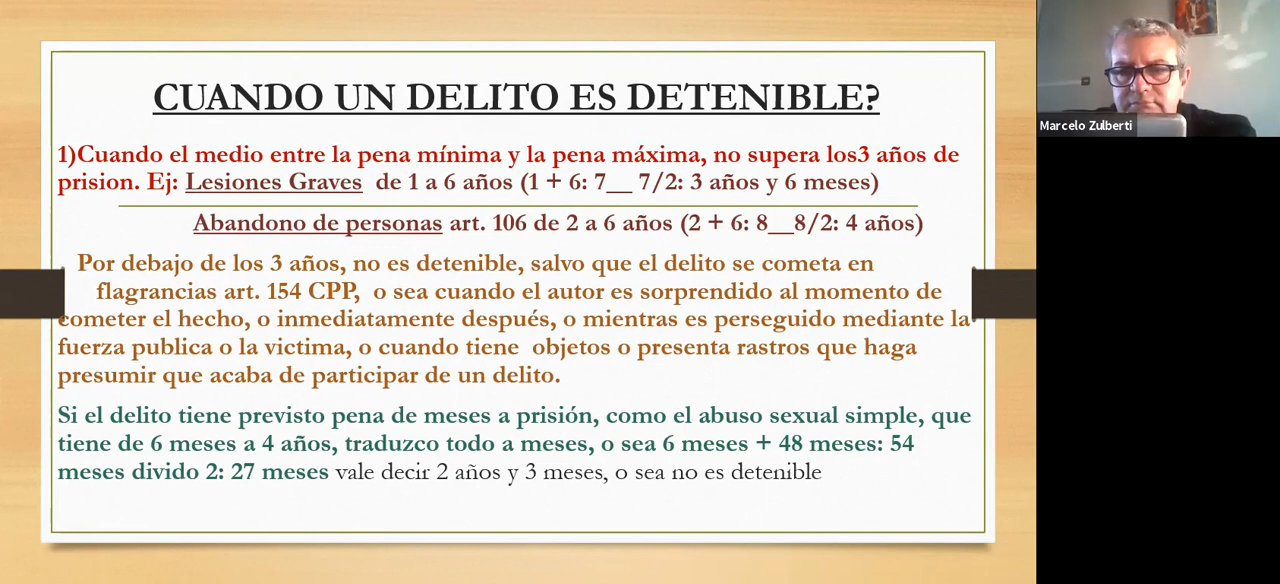 CUANDO UN DELITO ES DETENIBLE?
1)Cuando el medio entre la pena mínima y la pena máxima, no supera los3 años de
prision. Ej: Lesiones Graves de 1 a 6 años (1 + 6: 7__ 7/2: 3 años y 6 meses)
Abandono de personas art. 106 de 2 a 6 años (2 + 6: 8__8/2: 4 años)
Por debajo de los 3 años, no es detenible, salvo que el delito se cometa en
flagrancias art. 154 CPP, o sea cuando el autor es sorprendido al momento de
cometer el hecho, o inmediatamente después, o mientras es perseguido mediante la
fuerza publica o la victima, o cuando tiene objetos o presenta rastros que haga
presumir que acaba de participar de un delito.
Si el delito tiene previsto pena de meses a prisión, como el abuso sexual simple, que
tiene de 6 meses a 4 años, traduzco todo a meses, o sea 6 meses + 48 meses: 54
meses divido 2: 27 meses vale decir 2 años y 3 meses, o sea no es detenible
Marcelo Zulberti